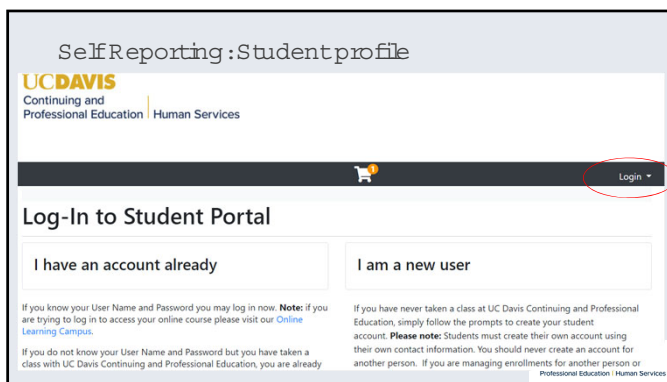 Self Reporting: Student profile
UCDAVIS
Continuing and
Professional Education | Human Services
1
Login
Log-In to Student Portal
I have an account already
If you know your User Name and Password you may log in now. Note: if you
are trying to log in to access your online course please visit our Online
Learning Campus.
If you do not know your User Name and Password but you have taken a
class with UC Davis Continuing and Professional Education, you are already
I am a new user
If you have never taken a class at UC Davis Continuing and Professional
Education, simply follow the prompts to create your student
account. Please note: Students must create their own account using
their own contact information. You should never create an account for
another person. If you are managing enrollments for another person or
Professional Education | Human Services